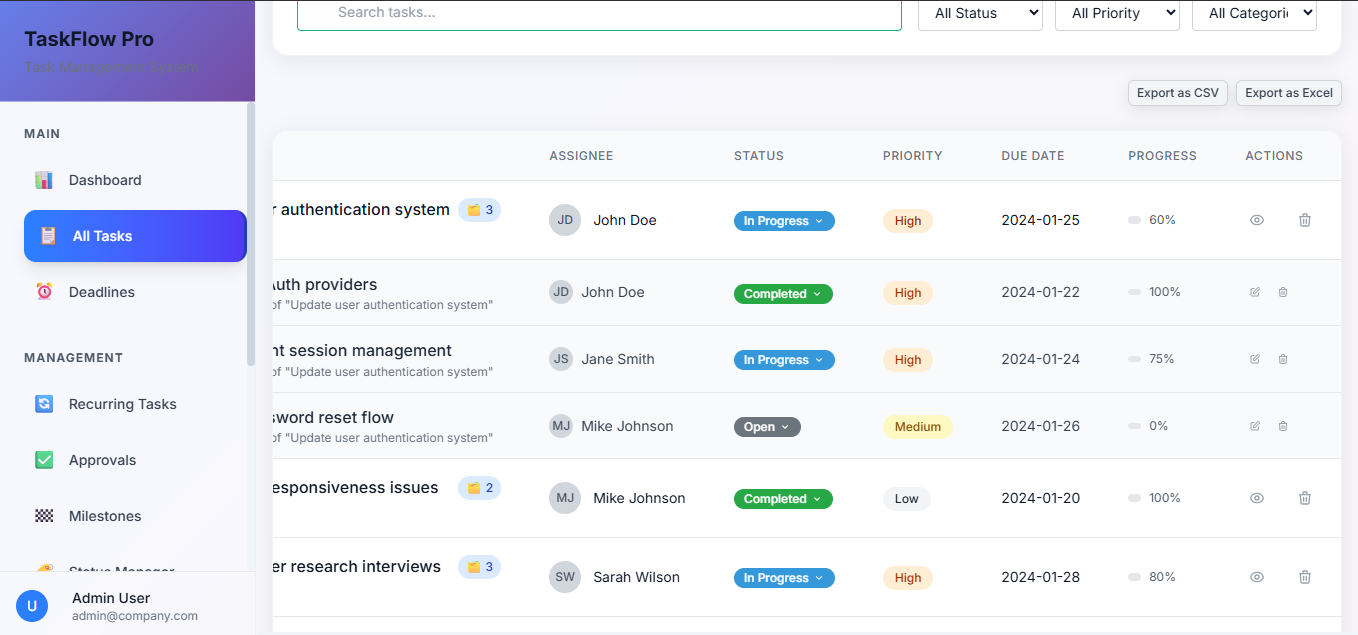 TaskFlow Pro
Task Management System
MAIN
Dashboard
All Tasks
Deadlines
MANAGEMENT
Recurring Tasks
Approvals
Milestones
Status Manager
U
Admin User
admin@company.com
Search tasks...
All Status
All Priority
All Categori
Export as CSV
Export as Excel
ASSIGNEE STATUS PRIORITY DUE DATE PROGRESS ACTIONS
r authentication system 3 JD John Doe In Progress High 2024-01-25 60%
Auth providers JD John Doe Completed High 2024-01-22 100%
of "Update user authentication system"
nt session management JS Jane Smith In Progress High 2024-01-24 75%
of "Update user authentication system"
sword reset flow MJ Mike Johnson Open Medium 2024-01-26 0%
of "Update user authentication system"
esponsiveness issues 2 MJ Mike Johnson Completed Low 2024-01-20 100%
er research interviews 3 SW Sarah Wilson In Progress High 2024-01-28 80%